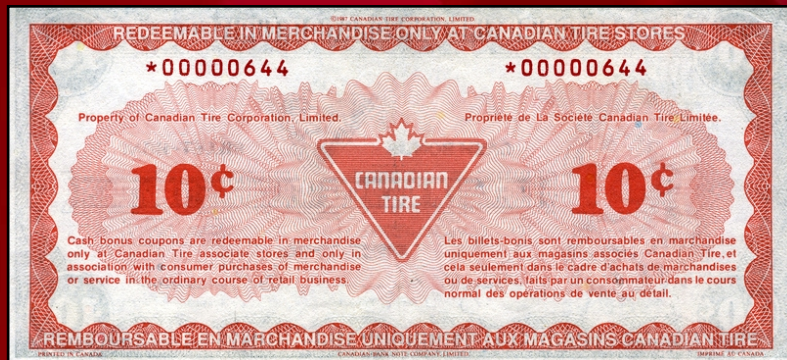 ©1987 CANADIAN TIRE CORPORATION, LIMITED
REDEEMABLE IN MERCHANDISE ONLY AT CANADIAN TIRE STORES
*00000644 *00000644
Property of Canadian Tire Corporation, Limited. Propriété de La Société Canadian Tire Limitée.
10¢ CANADIAN TIRE 10¢
Cash bonus coupons are redeemable in merchandise
only at Canadian Tire associate stores and only in
association with consumer purchases of merchandise
or service in the ordinary course of retail business.
Les billets-bonis sont remboursables en marchandise
uniquement aux magasins associés Canadian Tire, et
cela seulement dans le cadre d'achats de marchandises
ou de services, faits par un consommateur dans le cours
normal des opérations de vente au détail.
REMBOURSABLE EN MARCHANDISE UNIQUEMENT AUX MAGASINS CANADIAN TIRE
PRINTED IN CANADA CANADIAN BANK NOTE COMPANY, LIMITED IMPRIMÉ AU CANADA